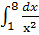 ∫₁⁸ dx/x²